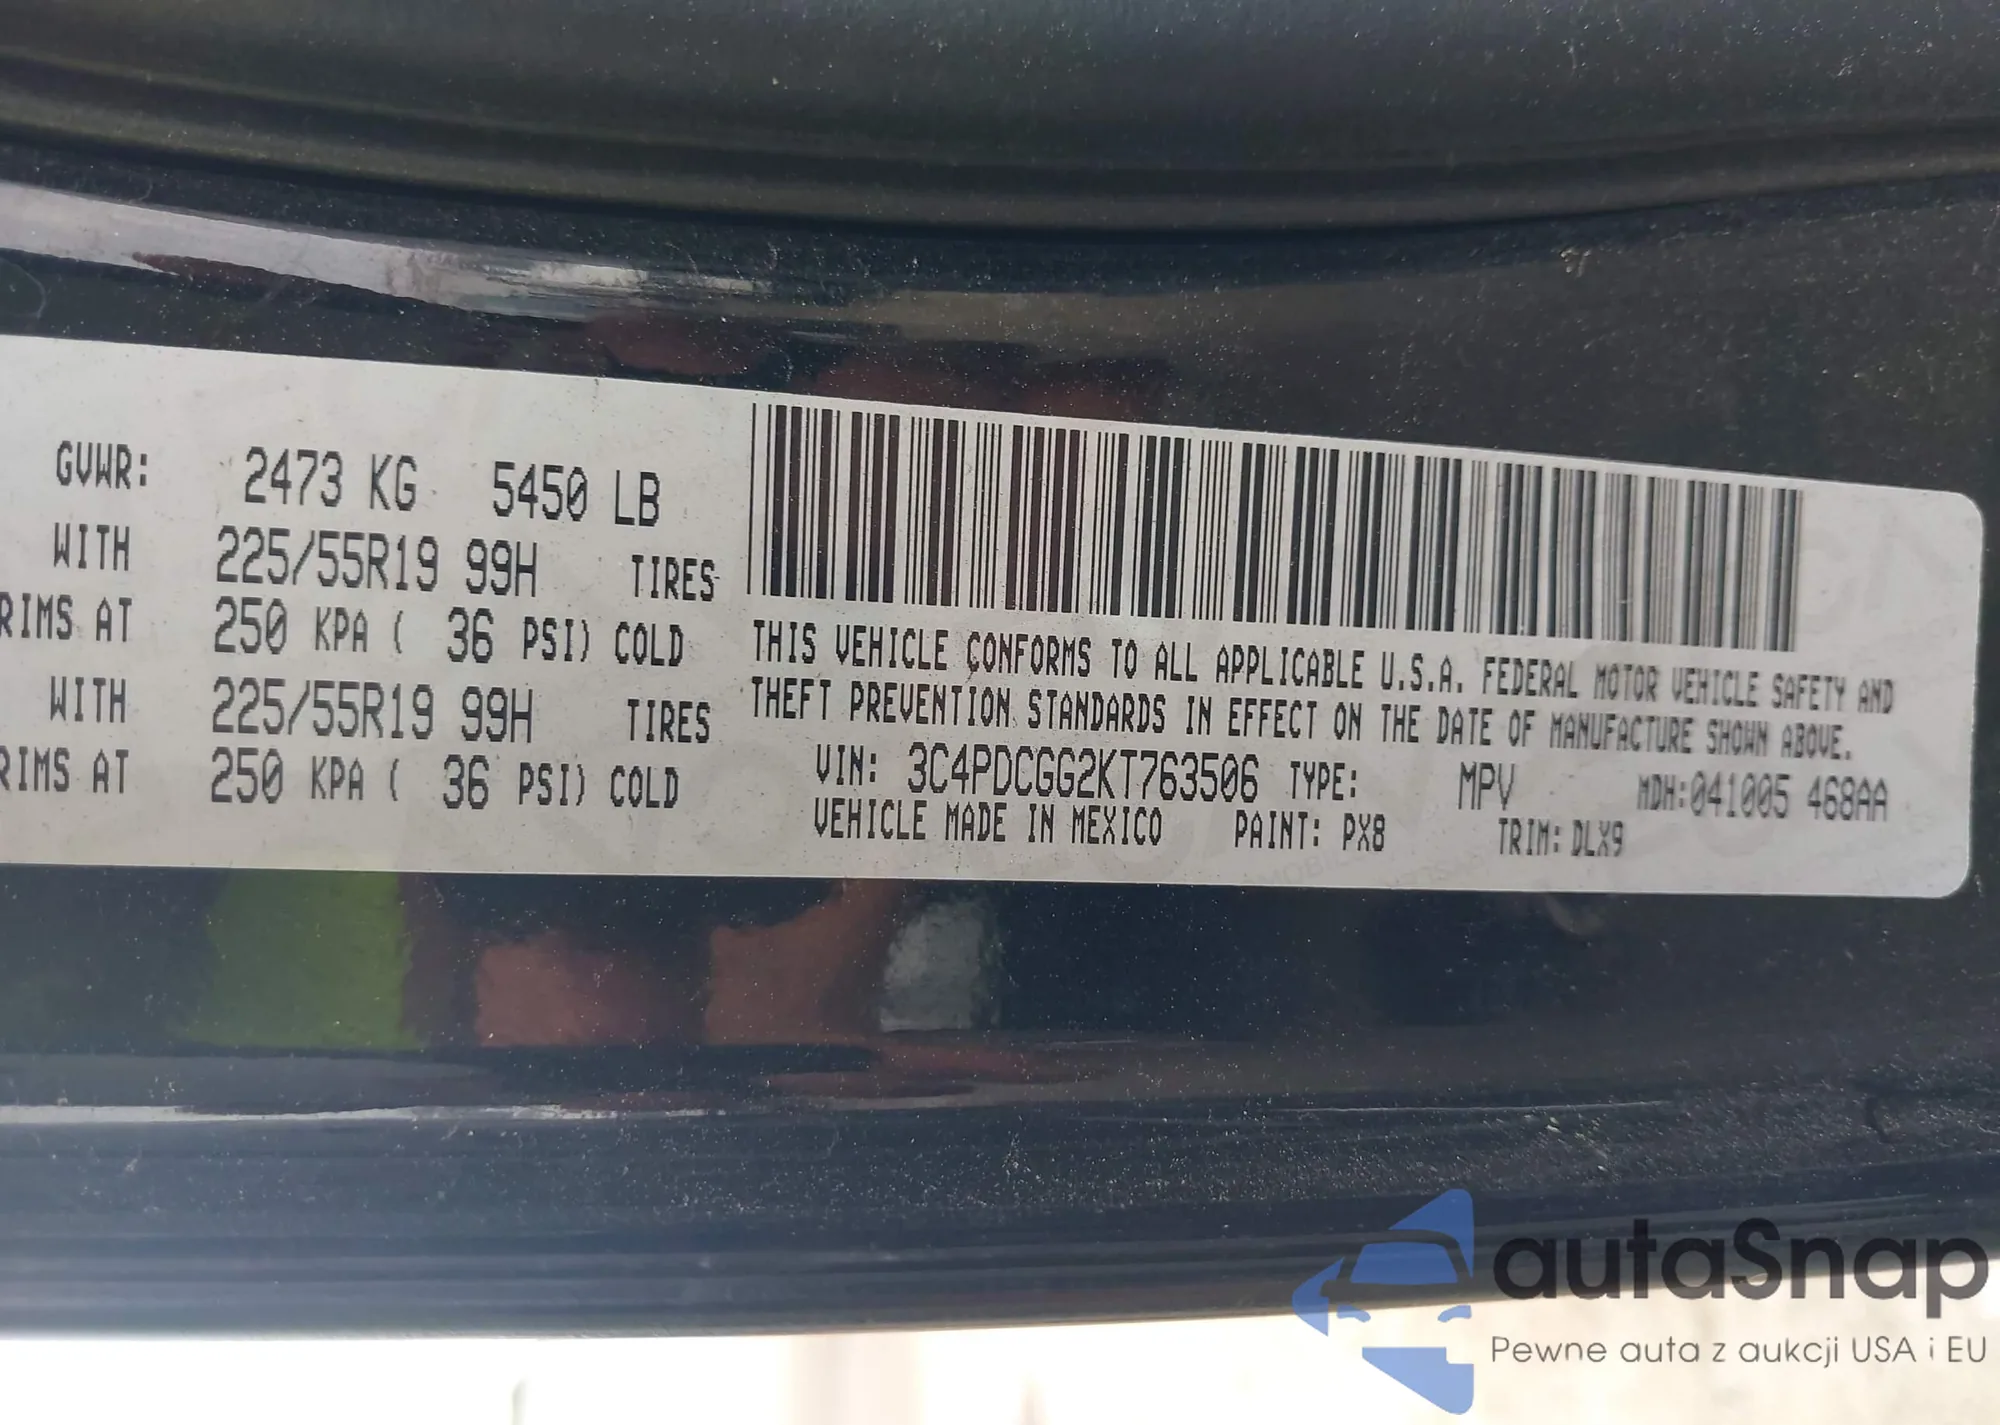 GVWR: 2473 KG 5450 LB
WITH 225/55R19 99H TIRES
RIMS AT 250 KPA ( 36 PSI) COLD
WITH 225/55R19 99H TIRES
RIMS AT 250 KPA ( 36 PSI) COLD
THIS VEHICLE CONFORMS TO ALL APPLICABLE U.S.A. FEDERAL MOTOR VEHICLE SAFETY AND
THEFT PREVENTION STANDARDS IN EFFECT ON THE DATE OF MANUFACTURE SHOWN ABOVE.
VIN: 3C4PDCGG2KT763506 TYPE: MPV MDH:041005 468AA
VEHICLE MADE IN MEXICO PAINT: PX8 TRIM: DLX9
autaSnap
Pewne auta z aukcji USA i EU